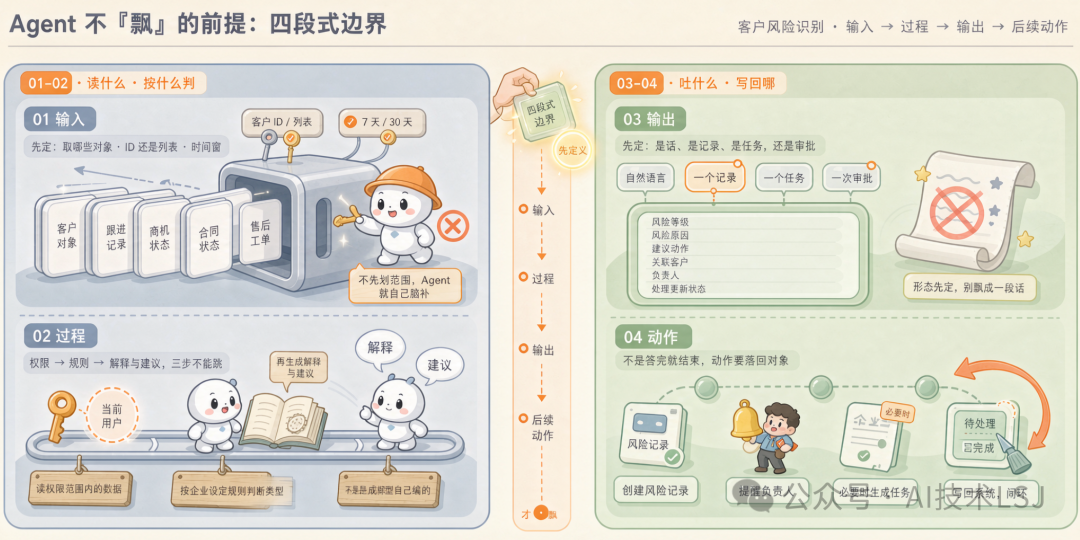 Agent 不『飘』的前提：四段式边界
客户风险识别 · 输入 → 过程 → 输出 → 后续动作
01-02 · 读什么 · 按什么判
01 输入
先定：取哪些对象 · ID 还是列表 · 时间窗
客户 ID / 列表
7 天 / 30 天
客户
对象
跟进
记录
商机
状态
合同
状态
售后
工单
不先划范围，Agent
就自己脑补
02 过程
权限 → 规则 → 解释与建议，三步不能跳
当前
用户
再生成解释
与建议
解释
建议
读权限范围内的数据
按企业设定规则判断类型
自己编的
四段式
边界
先定义
输入
过程
输出
后续
动作
才
飘
03-04 · 吐什么 · 写回哪
03 输出
先定：是话、是记录、是任务，还是审批
自然语言
一个记录
一个任务
一次审批
风险等级
风险原因
建议动作
关联客户
负责人
处理更新状态
形态先定，别飘成一段话
04 动作
不是答完就结束，动作要落回对象
风险记录
必要时
待处理
完成
创建风险记录
提醒负责人
必要时生成任务
写回系统，闭环
公众号 · AI技术LSJ